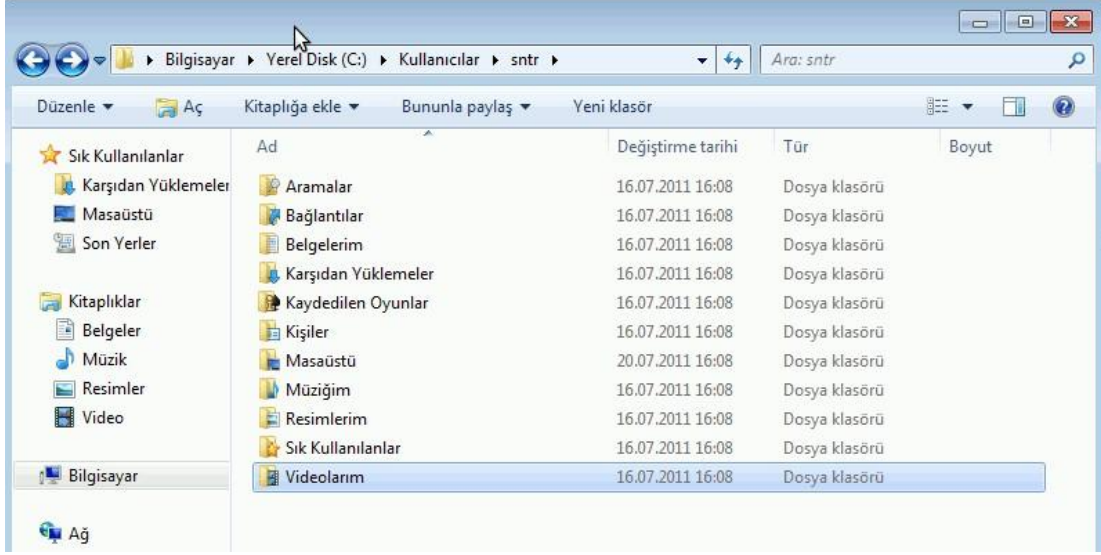 Bilgisayar Yerel Disk (C:) Kullanıcılar sntr Ara: sntr
Düzenle Aç Kitaplığa ekle Bununla paylaş Yeni klasör
Sık Kullanılanlar
Karşıdan Yüklemeler
Masaüstü
Son Yerler
Kitaplıklar
Belgeler
Müzik
Resimler
Video
Bilgisayar
Ağ
Ad Değiştirme tarihi Tür Boyut
Aramalar 16.07.2011 16:08 Dosya klasörü
Bağlantılar 16.07.2011 16:08 Dosya klasörü
Belgelerim 16.07.2011 16:08 Dosya klasörü
Karşıdan Yüklemeler 16.07.2011 16:08 Dosya klasörü
Kaydedilen Oyunlar 16.07.2011 16:08 Dosya klasörü
Kişiler 16.07.2011 16:08 Dosya klasörü
Masaüstü 20.07.2011 16:08 Dosya klasörü
Müziğim 16.07.2011 16:08 Dosya klasörü
Resimlerim 16.07.2011 16:08 Dosya klasörü
Sık Kullanılanlar 16.07.2011 16:08 Dosya klasörü
Videolarım 16.07.2011 16:08 Dosya klasörü